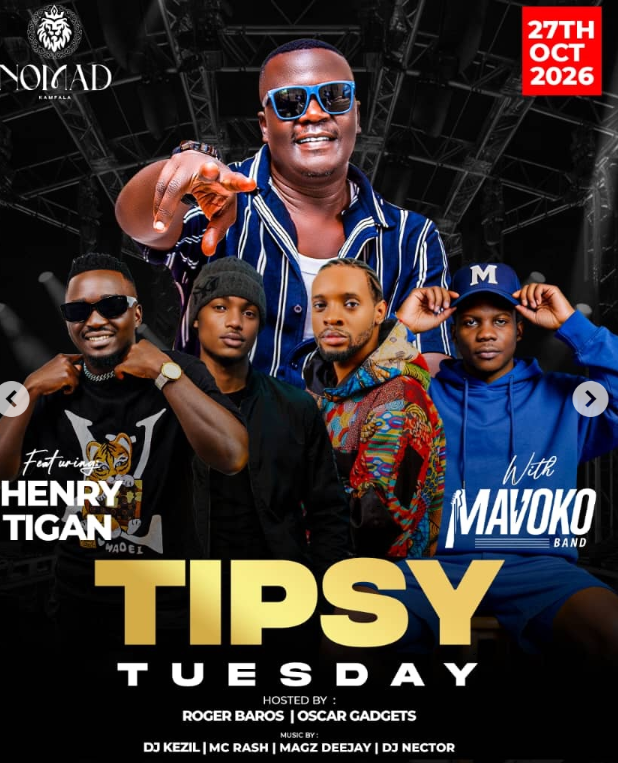 NOMAD
KAMPALA
27TH
OCT
2026
M
Featuring:
HENRY
TIGAN
MADEL
With
MAVOKO
BAND
TIPSY
TUESDAY
HOSTED BY :
ROGER BAROS | OSCAR GADGETS
MUSIC BY :
DJ KEZIL | MC RASH | MAGZ DEEJAY | DJ NECTOR